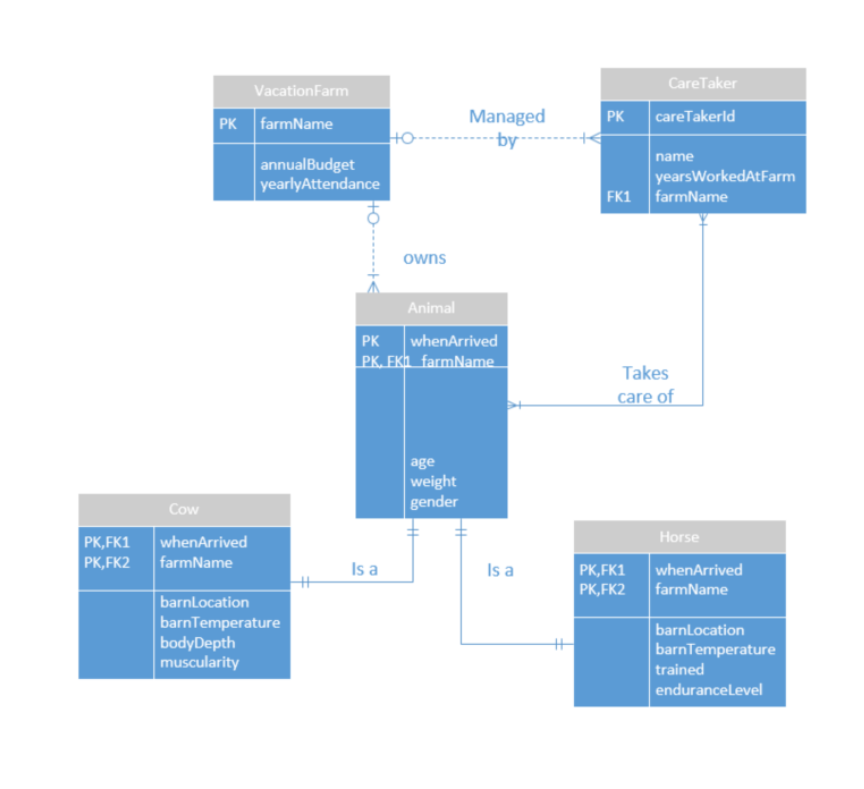 VacationFarm
PK farmName
annualBudget
yearlyAttendance
Managed
by
CareTaker
PK careTakerId
name
yearsWorkedAtFarm
FK1 farmName
owns
Animal
PK whenArrived
PK, FK1 farmName
age
weight
gender
Takes
care of
Cow
PK,FK1 whenArrived
PK,FK2 farmName
barnLocation
barnTemperature
bodyDepth
muscularity
Is a
Is a
Horse
PK,FK1 whenArrived
PK,FK2 farmName
barnLocation
barnTemperature
trained
enduranceLevel